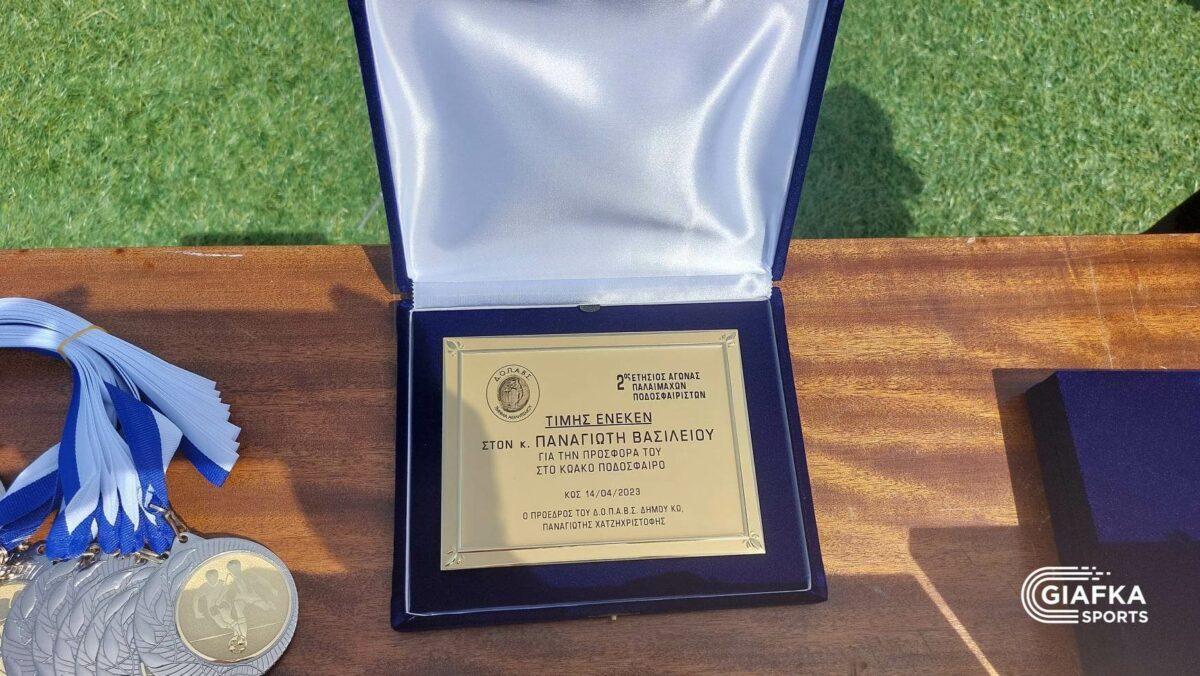 Δ.Ο.Π.Α.Β.Σ
2ος ΕΤΗΣΙΟΣ ΑΓΩΝΑΣ
ΠΑΛΑΙΜΑΧΩΝ
ΠΟΔΟΣΦΑΙΡΙΣΤΩΝ
ΤΙΜΗΣ ΕΝΕΚΕΝ
ΣΤΟΝ κ. ΠΑΝΑΓΙΩΤΗ ΒΑΣΙΛΕΙΟΥ
ΓΙΑ ΤΗΝ ΠΡΟΣΦΟΡΑ ΤΟΥ
ΣΤΟ ΚΩΑΚΟ ΠΟΔΟΣΦΑΙΡΟ
ΚΩΣ 14/04/2023
Ο ΠΡΟΕΔΡΟΣ ΤΟΥ Δ.Ο.Π.Α.Β.Σ. ΔΗΜΟΥ ΚΩ,
ΠΑΝΑΓΙΩΤΗΣ ΧΑΤΖΗΧΡΙΣΤΟΦΗΣ
GIAFKA
SPORTS